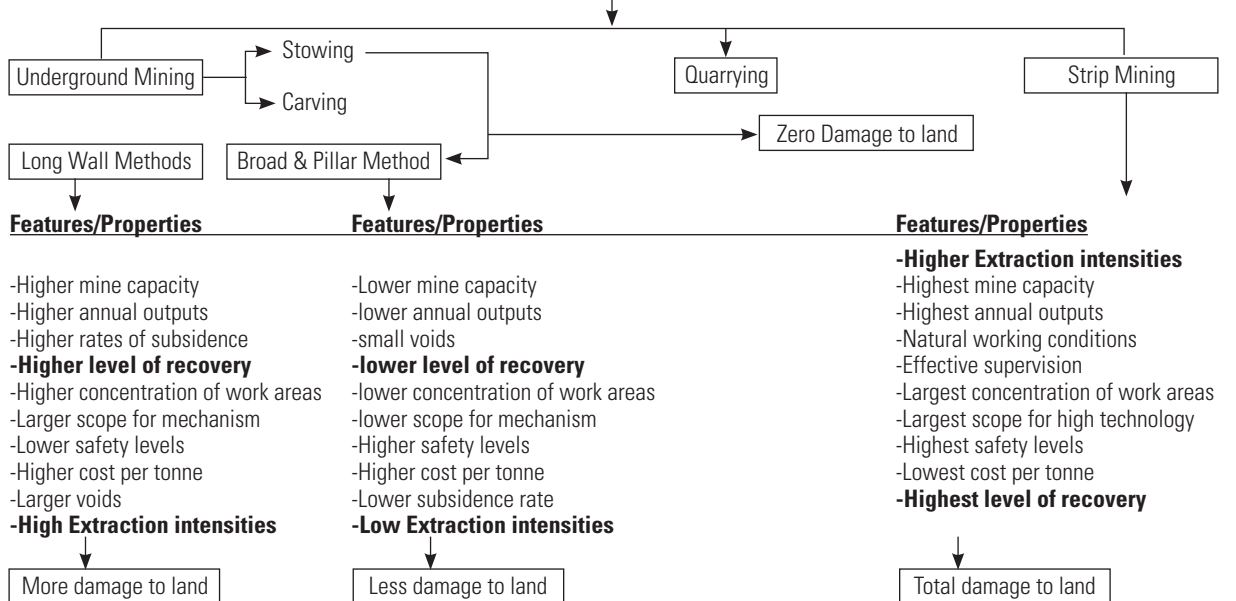 Stowing
Underground Mining
Quarrying
Strip Mining
Carving
Zero Damage to land
Long Wall Methods
Broad & Pillar Method
Features/Properties
-Higher mine capacity
-Higher annual outputs
-Higher rates of subsidence
-Higher level of recovery
-Higher concentration of work areas
-Larger scope for mechanism
-Lower safety levels
-Higher cost per tonne
-Larger voids
-High Extraction intensities
More damage to land
Features/Properties
-Lower mine capacity
-lower annual outputs
-small voids
-lower level of recovery
-lower concentration of work areas
-lower scope for mechanism
-Higher safety levels
-Higher cost per tonne
-Lower subsidence rate
-Low Extraction intensities
Less damage to land
Features/Properties
-Higher Extraction intensities
-Highest mine capacity
-Highest annual outputs
-Natural working conditions
-Effective supervision
-Largest concentration of work areas
-Largest scope for high technology
-Highest safety levels
-Lowest cost per tonne
-Highest level of recovery
Total damage to land